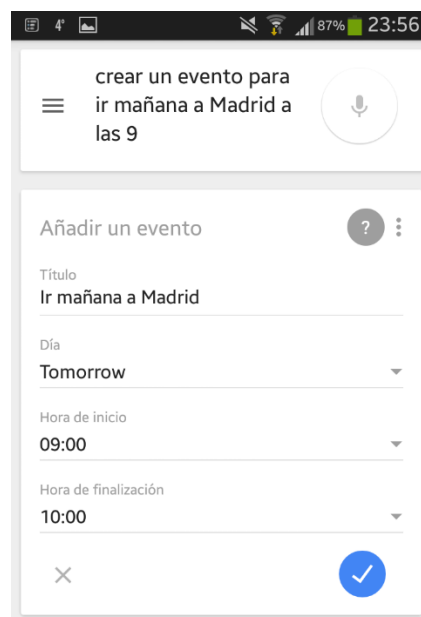 4° 87% 23:56
crear un evento para
ir mañana a Madrid a
las 9
Añadir un evento ?
Título
Ir mañana a Madrid
Día
Tomorrow
Hora de inicio
09:00
Hora de finalización
10:00